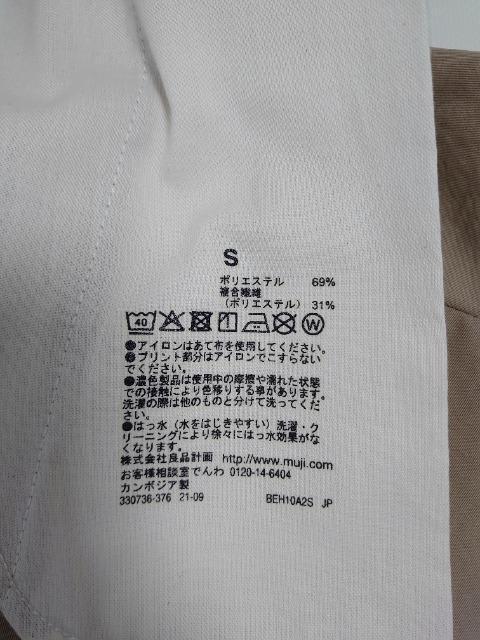 S
ポリエステル 69%
複合繊維
（ポリエステル） 31%
40 W
●アイロンはあて布を使用してください。
●プリント部分はアイロンでこすらない
でください。
●濃色製品は使用中の摩擦や濡れた状態
での接触により色移りする事があります。
洗濯の際は他のものと分けて洗ってくだ
さい。
●はっ水（水をはじきやすい）洗濯・ク
リーニングにより徐々にはっ水効果がな
くなります。
株式会社良品計画 http://www.muji.com
お客様相談室でんわ 0120-14-6404
カンボジア製
330736-376 21-09 BEH10A2S JP